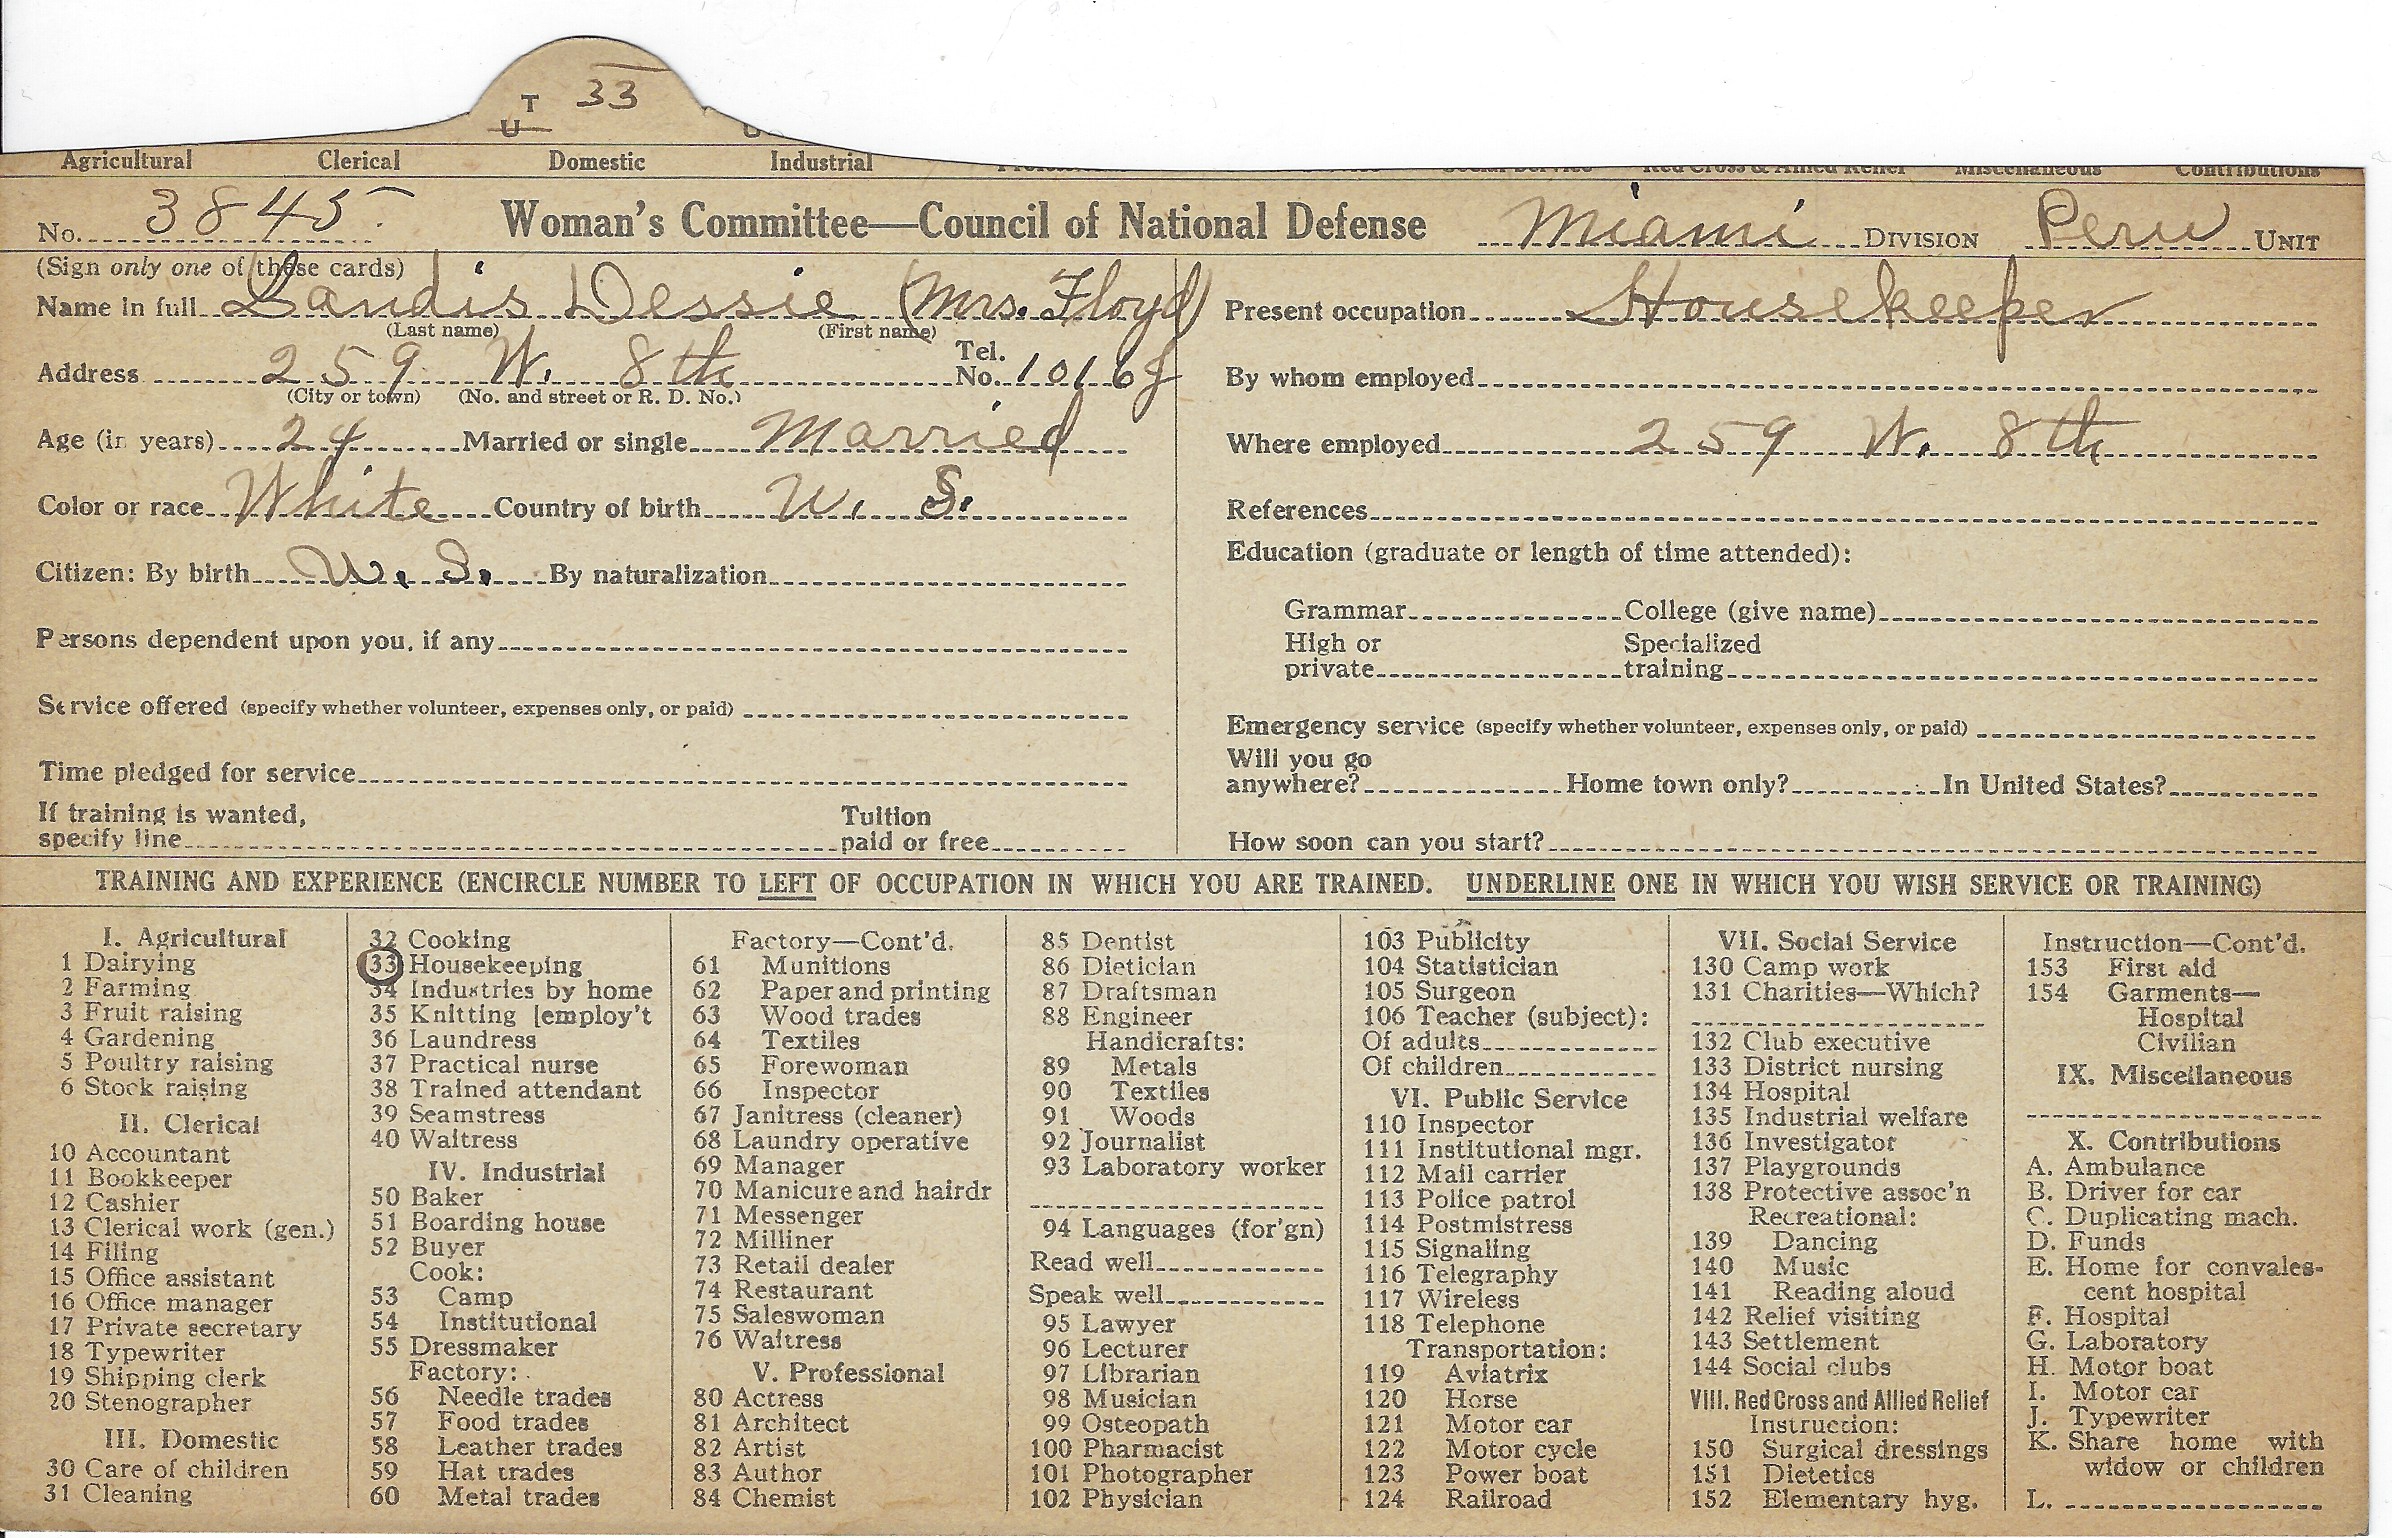 T 33
U
Agricultural Clerical Domestic Industrial Social Service Red Cross & Allied Relief Miscellaneous Contributions
No. 3845 Woman's Committee—Council of National Defense Miami DIVISION Peru UNIT
(Sign only one of these cards)
Name in full Landis Dessie (Mrs. Floyd)
(Last name) (First name)
Address 259 W. 8th Tel. No. 1016J
(City or town) (No. and street or R. D. No.)
Age (in years) 24 Married or single Married
Color or race White Country of birth U. S.
Citizen: By birth U. S. By naturalization
Persons dependent upon you, if any
Service offered (specify whether volunteer, expenses only, or paid)
Time pledged for service
If training is wanted, Tuition
specify line paid or free
Present occupation Housekeeper
By whom employed
Where employed 259 W. 8th
References
Education (graduate or length of time attended):
Grammar College (give name)
High or Specialized
private training
Emergency service (specify whether volunteer, expenses only, or paid)
Will you go
anywhere? Home town only? In United States?
How soon can you start?
TRAINING AND EXPERIENCE (ENCIRCLE NUMBER TO LEFT OF OCCUPATION IN WHICH YOU ARE TRAINED. UNDERLINE ONE IN WHICH YOU WISH SERVICE OR TRAINING)
I. Agricultural
1 Dairying
2 Farming
3 Fruit raising
4 Gardening
5 Poultry raising
6 Stock raising
II. Clerical
10 Accountant
11 Bookkeeper
12 Cashier
13 Clerical work (gen.)
14 Filing
15 Office assistant
16 Office manager
17 Private secretary
18 Typewriter
19 Shipping clerk
20 Stenographer
III. Domestic
30 Care of children
31 Cleaning
32 Cooking
33 Housekeeping
34 Industries by home
35 Knitting [employ't
36 Laundress
37 Practical nurse
38 Trained attendant
39 Seamstress
40 Waitress
IV. Industrial
50 Baker
51 Boarding house
52 Buyer
Cook:
53 Camp
54 Institutional
55 Dressmaker
Factory:
56 Needle trades
57 Food trades
58 Leather trades
59 Hat trades
60 Metal trades
Factory—Cont'd.
61 Munitions
62 Paper and printing
63 Wood trades
64 Textiles
65 Forewoman
66 Inspector
67 Janitress (cleaner)
68 Laundry operative
69 Manager
70 Manicure and hairdr
71 Messenger
72 Milliner
73 Retail dealer
74 Restaurant
75 Saleswoman
76 Waitress
V. Professional
80 Actress
81 Architect
82 Artist
83 Author
84 Chemist
85 Dentist
86 Dietician
87 Draftsman
88 Engineer
Handicrafts:
89 Metals
90 Textiles
91 Woods
92 Journalist
93 Laboratory worker
94 Languages (for'gn)
Read well
Speak well
95 Lawyer
96 Lecturer
97 Librarian
98 Musician
99 Osteopath
100 Pharmacist
101 Photographer
102 Physician
103 Publicity
104 Statistician
105 Surgeon
106 Teacher (subject):
Of adults
Of children
VI. Public Service
110 Inspector
111 Institutional mgr.
112 Mail carrier
113 Police patrol
114 Postmistress
115 Signaling
116 Telegraphy
117 Wireless
118 Telephone
Transportation:
119 Aviatrix
120 Horse
121 Motor car
122 Motor cycle
123 Power boat
124 Railroad
VII. Social Service
130 Camp work
131 Charities—Which?
132 Club executive
133 District nursing
134 Hospital
135 Industrial welfare
136 Investigator
137 Playgrounds
138 Protective assoc'n
Recreational:
139 Dancing
140 Music
141 Reading aloud
142 Relief visiting
143 Settlement
144 Social clubs
VIII. Red Cross and Allied Relief
Instruction:
150 Surgical dressings
151 Dietetics
152 Elementary hyg.
Instruction—Cont'd.
153 First aid
154 Garments—
Hospital
Civilian
IX. Miscellaneous
X. Contributions
A. Ambulance
B. Driver for car
C. Duplicating mach.
D. Funds
E. Home for convales-
cent hospital
F. Hospital
G. Laboratory
H. Motor boat
I. Motor car
J. Typewriter
K. Share home with
widow or children
L.